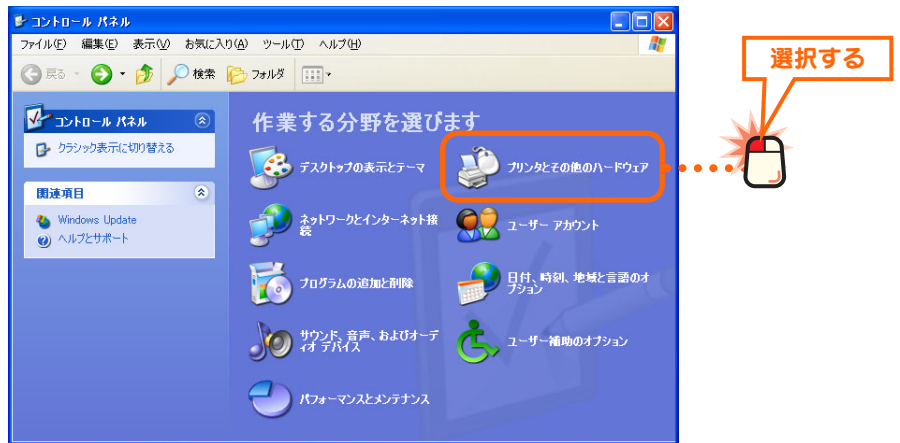 コントロール パネル
ファイル(F) 編集(E) 表示(V) お気に入り(A) ツール(T) ヘルプ(H)
戻る 検索 フォルダ
選択する
コントロール パネル
クラシック表示に切り替える
関連項目
Windows Update
ヘルプとサポート
作業する分野を選びます
デスクトップの表示とテーマ
プリンタとその他のハードウェア
ネットワークとインターネット接
続
ユーザー アカウント
プログラムの追加と削除
日付、時刻、地域と言語のオ
プション
サウンド、音声、およびオーデ
ィオ デバイス
ユーザー補助のオプション
パフォーマンスとメンテナンス